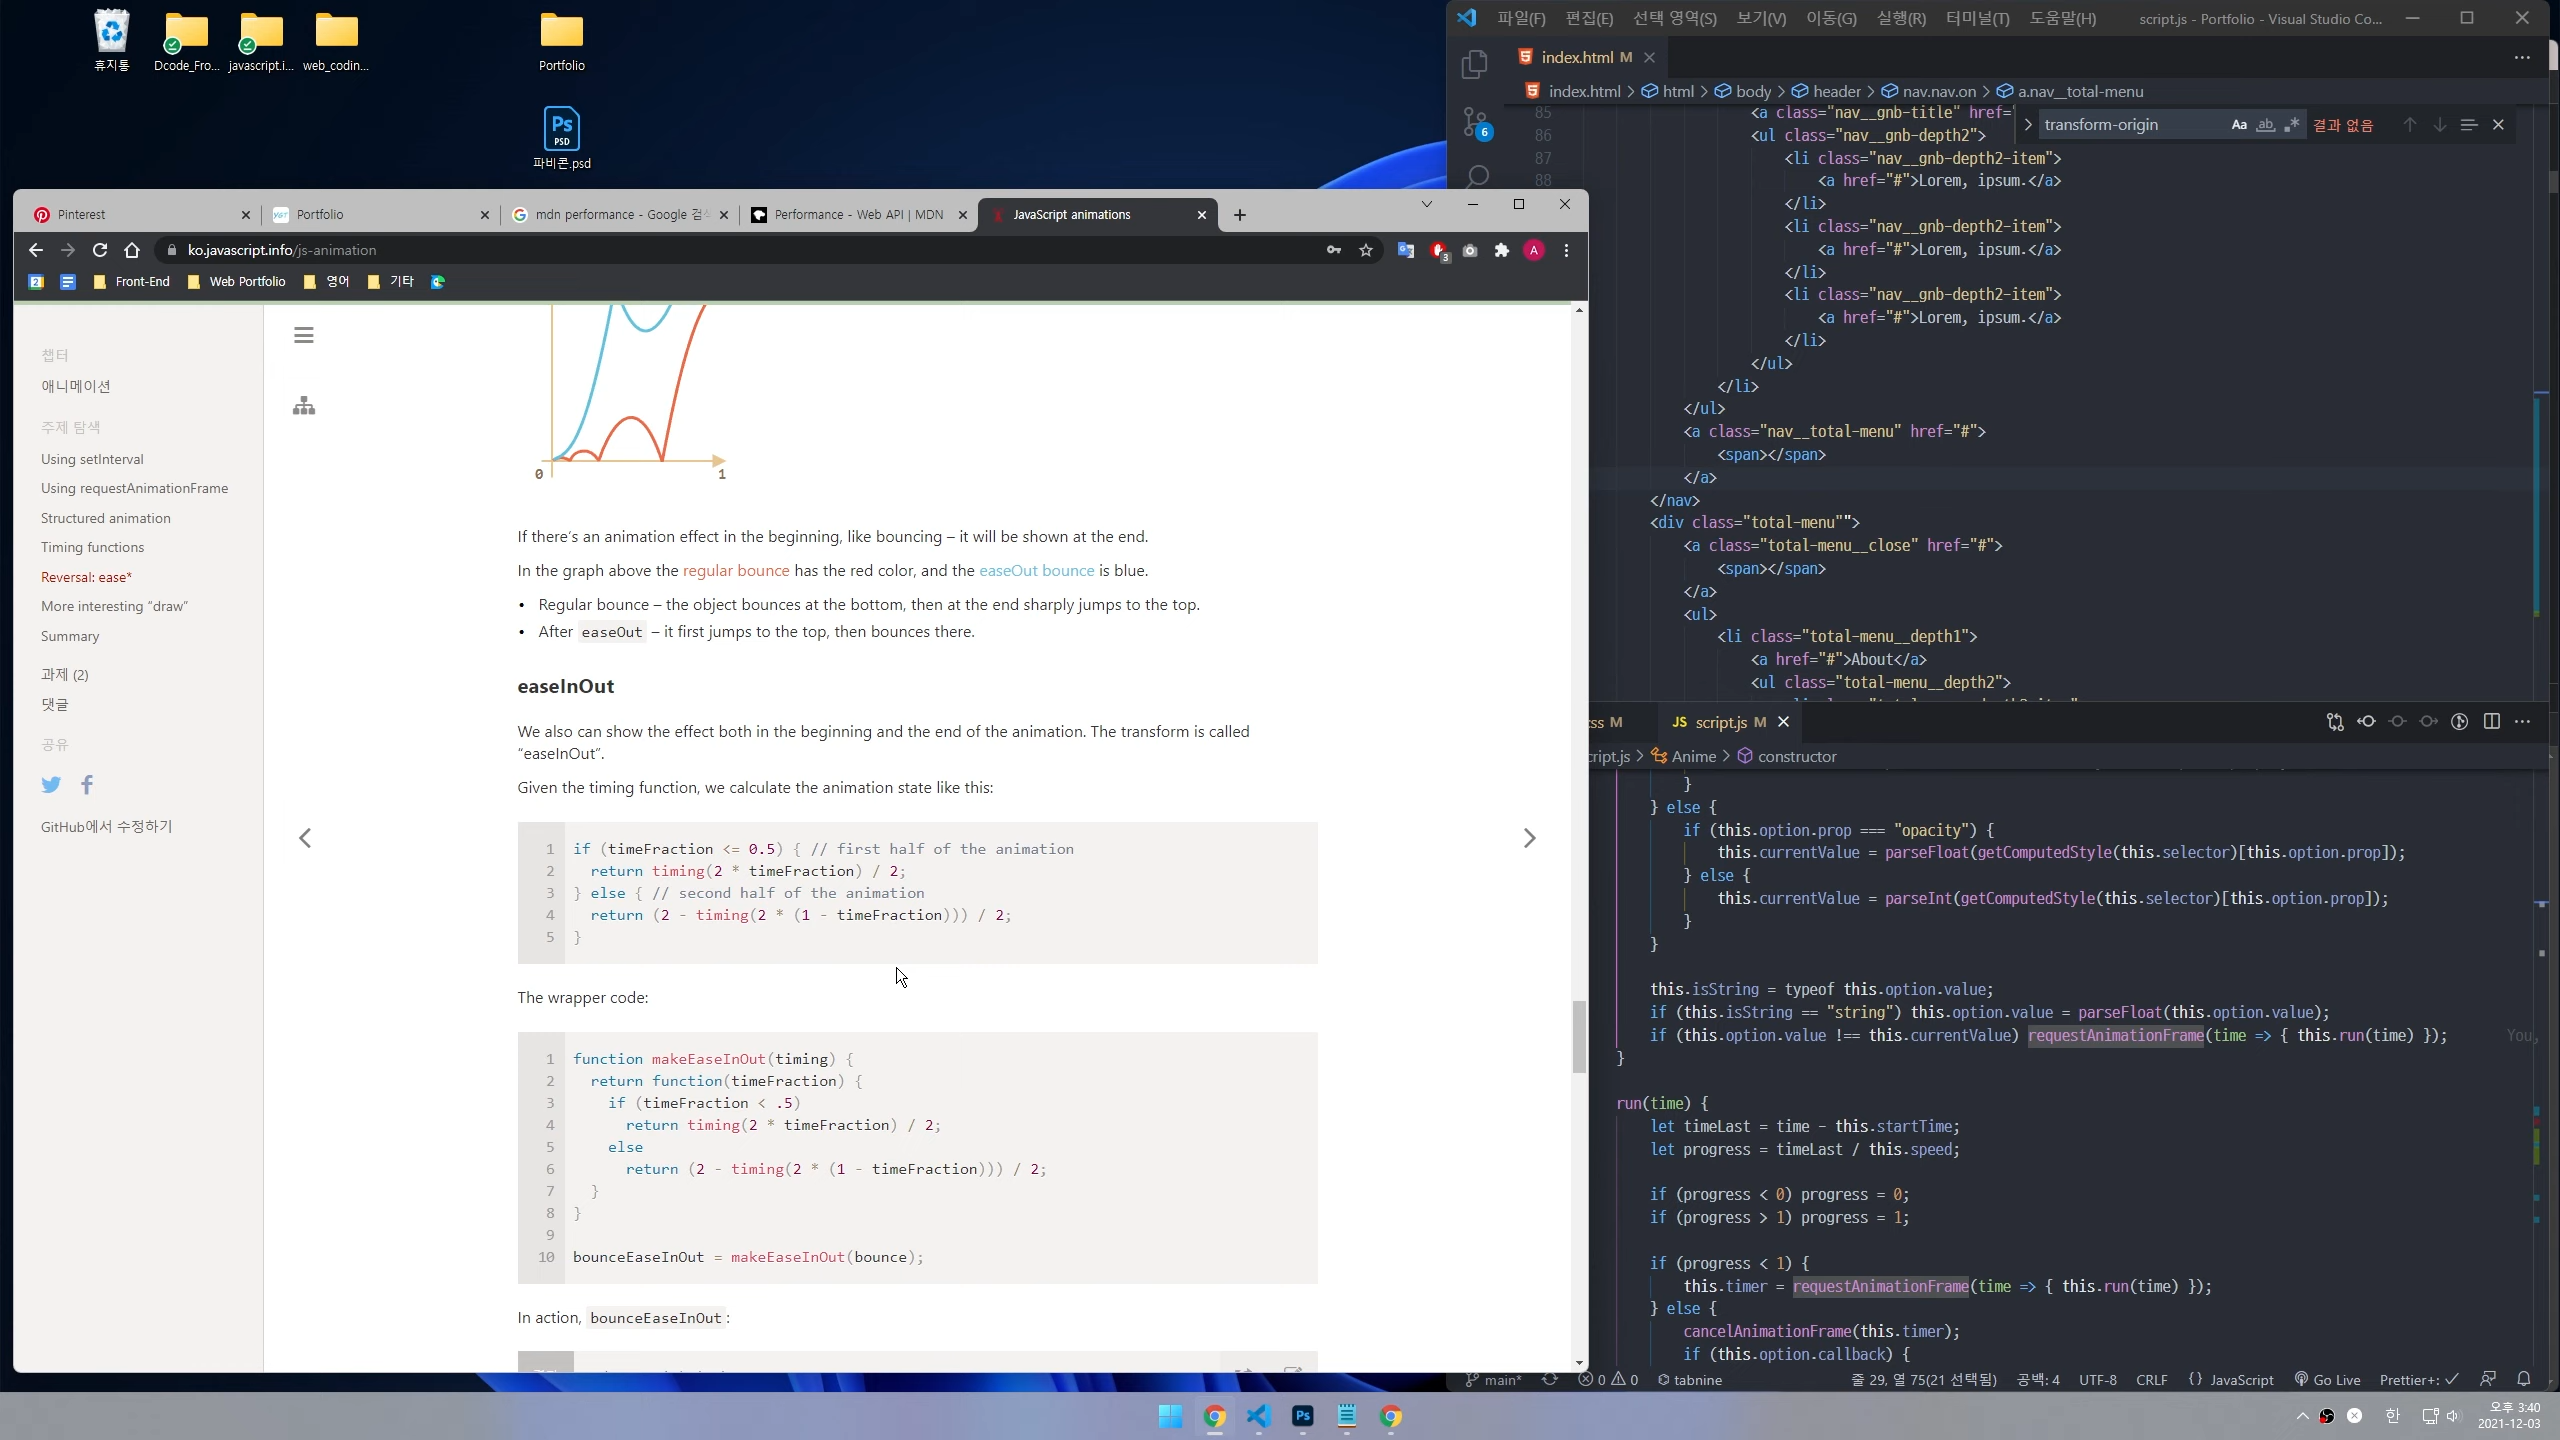 휴지통
Dcode_Fro...
javascript.i...
web_codin...
Portfolio
Ps
PSD
파비콘.psd
Pinterest
Portfolio
mdn performance - Google 검
Performance - Web API | MDN
JavaScript animations
ko.javascript.info/js-animation
3
A
Front-End
Web Portfolio
영어
기타
챕터
애니메이션
주제 탐색
Using setInterval
Using requestAnimationFrame
Structured animation
Timing functions
Reversal: ease*
More interesting “draw”
Summary
과제 (2)
댓글
공유
GitHub에서 수정하기
0
1
If there’s an animation effect in the beginning, like bouncing – it will be shown at the end.
In the graph above the regular bounce has the red color, and the easeOut bounce is blue.
• Regular bounce – the object bounces at the bottom, then at the end sharply jumps to the top.
• After easeOut – it first jumps to the top, then bounces there.
easeInOut
We also can show the effect both in the beginning and the end of the animation. The transform is called
“easeInOut”.
Given the timing function, we calculate the animation state like this:
1 if (timeFraction <= 0.5) { // first half of the animation
2 return timing(2 * timeFraction) / 2;
3 } else { // second half of the animation
4 return (2 - timing(2 * (1 - timeFraction))) / 2;
5 }
The wrapper code:
1 function makeEaseInOut(timing) {
2 return function(timeFraction) {
3 if (timeFraction < .5)
4 return timing(2 * timeFraction) / 2;
5 else
6 return (2 - timing(2 * (1 - timeFraction))) / 2;
7 }
8 }
9
10 bounceEaseInOut = makeEaseInOut(bounce);
In action, bounceEaseInOut:
파일(F) 편집(E) 선택 영역(S) 보기(V) 이동(G) 실행(R) 터미널(T) 도움말(H) script.js - Portfolio - Visual Studio Co...
index.html M
index.html > html > body > header > nav.nav.on > a.nav__total-menu
6
transform-origin
Aa ab
결과 없음
85 <a class="nav__gnb-title" href="
86 <ul class="nav__gnb-depth2">
87 <li class="nav__gnb-depth2-item">
88 <a href="#">Lorem, ipsum.</a>
</li>
<li class="nav__gnb-depth2-item">
<a href="#">Lorem, ipsum.</a>
</li>
<li class="nav__gnb-depth2-item">
<a href="#">Lorem, ipsum.</a>
</li>
</ul>
</li>
</ul>
<a class="nav__total-menu" href="#">
<span></span>
</a>
</nav>
<div class="total-menu"">
<a class="total-menu__close" href="#">
<span></span>
</a>
<ul>
<li class="total-menu__depth1">
<a href="#">About</a>
<ul class="total-menu__depth2">
ss M
JS script.js M
cript.js > Anime > constructor
}
} else {
if (this.option.prop === "opacity") {
this.currentValue = parseFloat(getComputedStyle(this.selector)[this.option.prop]);
} else {
this.currentValue = parseInt(getComputedStyle(this.selector)[this.option.prop]);
}
}
this.isString = typeof this.option.value;
if (this.isString == "string") this.option.value = parseFloat(this.option.value);
if (this.option.value !== this.currentValue) requestAnimationFrame(time => { this.run(time) }); You,
}
run(time) {
let timeLast = time - this.startTime;
let progress = timeLast / this.speed;
if (progress < 0) progress = 0;
if (progress > 1) progress = 1;
if (progress < 1) {
this.timer = requestAnimationFrame(time => { this.run(time) });
} else {
cancelAnimationFrame(this.timer);
if (this.option.callback) {
main* 0 0 tabnine 줄 29, 열 75(21 선택됨) 공백: 4 UTF-8 CRLF {} JavaScript Go Live Prettier+: ✓
Ps
한
오후 3:40
2021-12-03